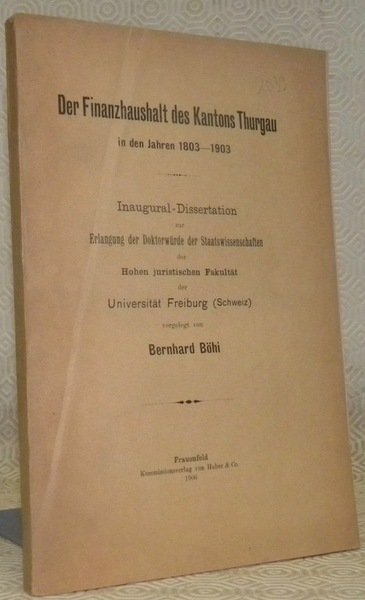 Der Finanzhaushalt des Kantons Thurgau
in den Jahren 1803—1903
Inaugural-Dissertation
zur
Erlangung der Doktorwürde der Staatswissenschaften
der
Hohen juristischen Fakultät
der
Universität Freiburg (Schweiz)
vorgelegt von
Bernhard Böhi
Frauenfeld
Kommissionsverlag von Huber & Co.
1906